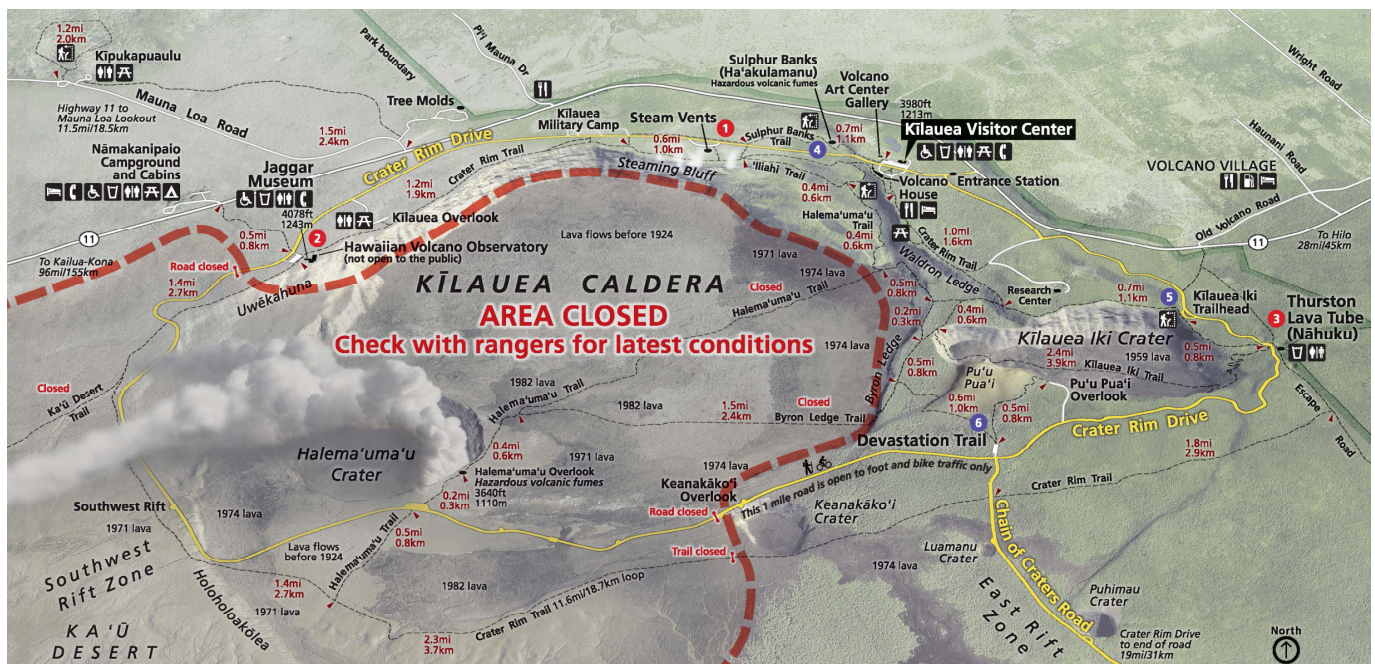 1.2mi
2.0km
Kīpukapuaulu
Highway 11 to
Mauna Loa Lookout
11.5mi/18.5km
Mauna Loa Road
Park boundary
Tree Molds
Pi'i Mauna Dr
1.5mi
2.4km
Nāmakanipaio
Campground
and Cabins
Jaggar
Museum
4078ft
1243m
Crater Rim Drive
Crater Rim Trail
1.2mi
1.9km
Kīlauea
Military Camp
Steam Vents
0.6mi
1.0km
1
Sulphur Banks
(Ha'akulamanu)
Hazardous volcanic fumes
Sulphur Banks
Trail
4
0.7mi
1.1km
Volcano
Art Center
Gallery
3980ft
1213m
Kīlauea Visitor Center
Wright Road
Haunani Road
VOLCANO VILLAGE
Old Volcano Road
11
To Hilo
28mi/45km
Entrance Station
Volcano
House
'Iliahi Trail
Steaming Bluff
0.4mi
0.6km
Halema'uma'u
Trail
0.4mi
0.6km
Crater Rim Trail
1.0mi
1.6km
Waldron Ledge
Kīlauea Overlook
2
Hawaiian Volcano Observatory
(not open to the public)
0.5mi
0.8km
11
To Kailua-Kona
96mi/155km
Road closed
1.4mi
2.7km
Uwēkahuna
Lava flows before 1924
1971 lava
1974 lava
KĪLAUEA CALDERA
AREA CLOSED
Check with rangers for latest conditions
Closed
Halema'uma'u Trail
1974 lava
0.5mi
0.8km
0.2mi
0.3km
0.4mi
0.6km
0.5mi
0.8km
Byron Ledge
Research
Center
0.7mi
1.1km
5
Kīlauea Iki
Trailhead
3
Thurston
Lava Tube
(Nāhuku)
Kīlauea Iki Crater
2.4mi
3.9km
1959 lava
Kīlauea Iki Trail
0.5mi
0.8km
Pu'u
Pua'i
Pu'u Pua'i
Overlook
0.6mi
1.0km
0.5mi
0.8km
6
Devastation Trail
Crater Rim Drive
Escape Road
1.8mi
2.9km
Crater Rim Trail
Closed
Ka'ū Desert
Trail
1982 lava
Halema'uma'u Trail
1982 lava
1.5mi
2.4km
Closed
Byron Ledge Trail
Halema'uma'u
Crater
0.4mi
0.6km
1971 lava
Halema'uma'u Overlook
Hazardous volcanic fumes
3640ft
1110m
0.2mi
0.3km
1974 lava
Keanakāko'i
Overlook
Road closed
This 1 mile road is open to foot and bike traffic only
Keanakāko'i
Crater
Trail closed
Southwest Rift
1971 lava
1974 lava
Southwest
Rift Zone
Lava flows
before 1924
Halema'uma'u Trail
0.5mi
0.8km
1.4mi
2.7km
1971 lava
Holoholoakōlea
1982 lava
Crater Rim Trail 11.6mi/18.7km loop
2.3mi
3.7km
KA'Ū
DESERT
Luamanu
Crater
1974 lava
Chain of Craters Road
East Rift
Zone
Puhimau
Crater
Crater Rim Drive
to end of road
19mi/31km
North